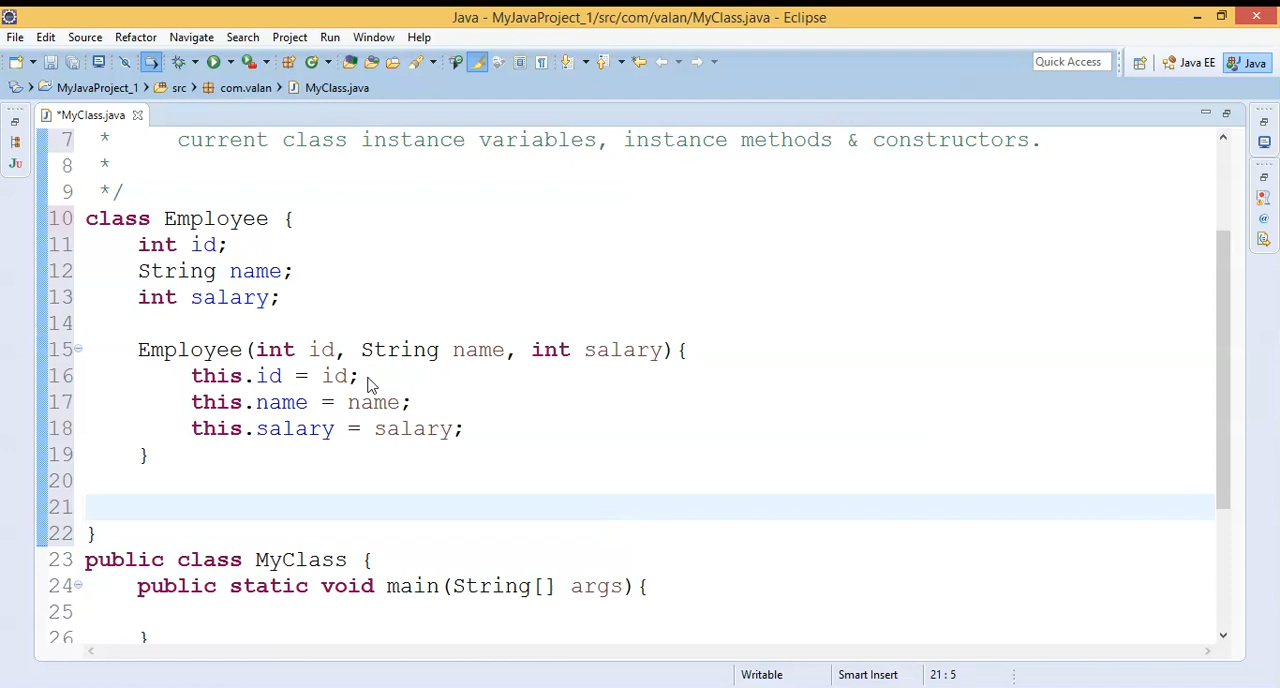 Java - MyJavaProject_1/src/com/valan/MyClass.java - Eclipse
File Edit Source Refactor Navigate Search Project Run Window Help
Quick Access Java EE Java
MyJavaProject_1 src com.valan MyClass.java
*MyClass.java
7 * current class instance variables, instance methods & constructors.
8 *
9 */
10 class Employee {
11 int id;
12 String name;
13 int salary;
14
15 Employee(int id, String name, int salary){
16 this.id = id;
17 this.name = name;
18 this.salary = salary;
19 }
20
21
22 }
23 public class MyClass {
24 public static void main(String[] args){
25
26 }
Writable Smart Insert 21 : 5